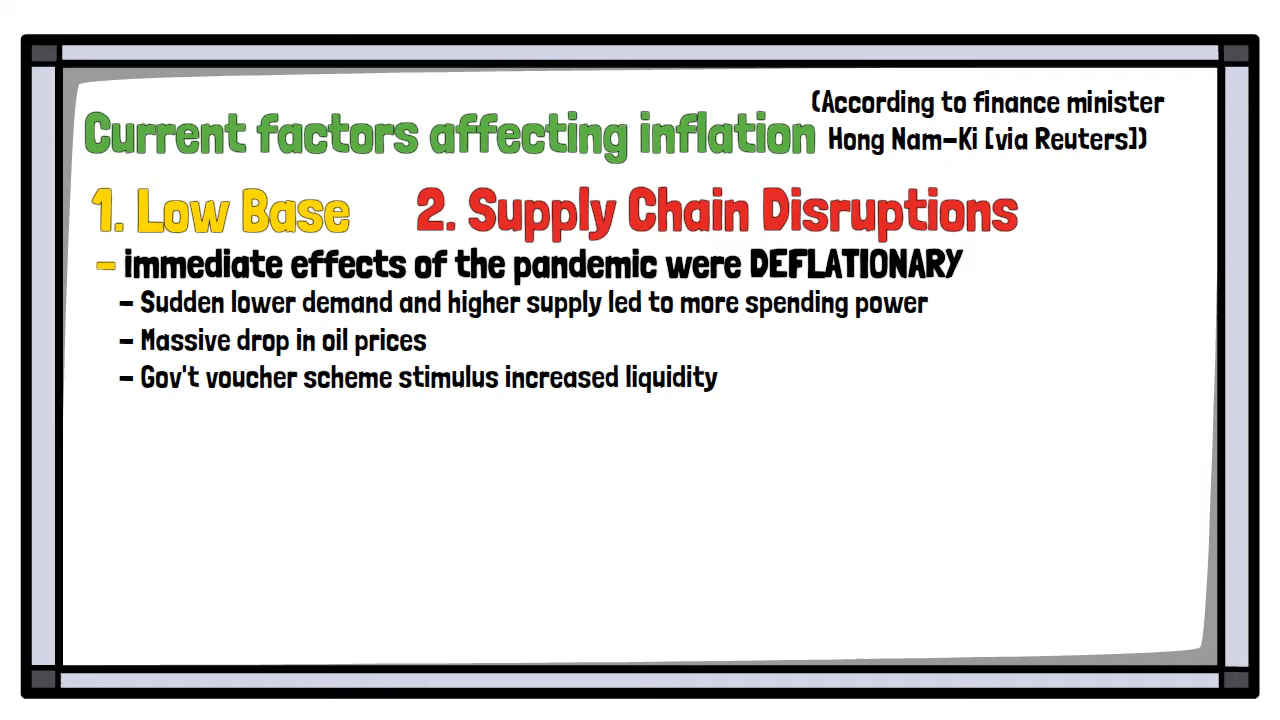 Current factors affecting inflation
(According to finance minister
Hong Nam-Ki [via Reuters])
1. Low Base 2. Supply Chain Disruptions
- immediate effects of the pandemic were DEFLATIONARY
- Sudden lower demand and higher supply led to more spending power
- Massive drop in oil prices
- Gov't voucher scheme stimulus increased liquidity